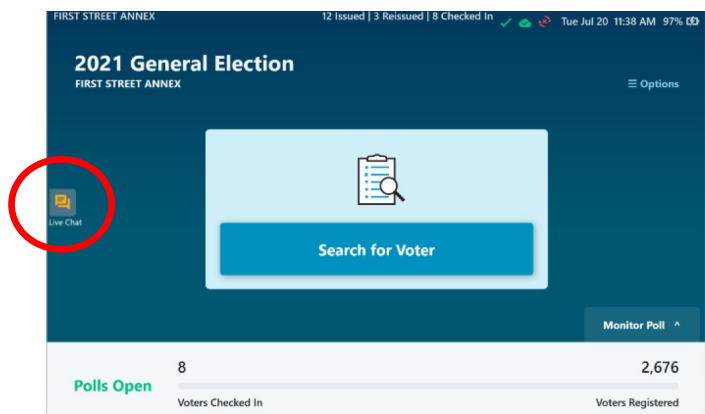 FIRST STREET ANNEX 12 Issued | 3 Reissued | 8 Checked In Tue Jul 20 11:38 AM 97%
2021 General Election
FIRST STREET ANNEX
☰ Options
Live Chat
Search for Voter
Monitor Poll ^
8 2,676
Polls Open
Voters Checked In Voters Registered